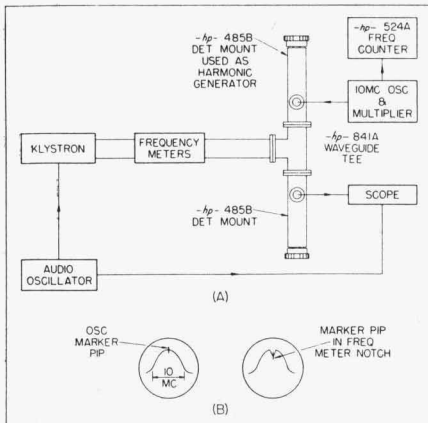 -hp- 485B
DET MOUNT
USED AS
HARMONIC
GENERATOR
-hp- 524A
FREQ
COUNTER
10MC OSC
&
MULTIPLIER
KLYSTRON
FREQUENCY
METERS
-hp- 841A
WAVEGUIDE
TEE
SCOPE
-hp- 485B
DET MOUNT
AUDIO
OSCILLATOR
(A)
OSC
MARKER
PIP
10
MC
MARKER PIP
IN FREQ
METER NOTCH
(B)